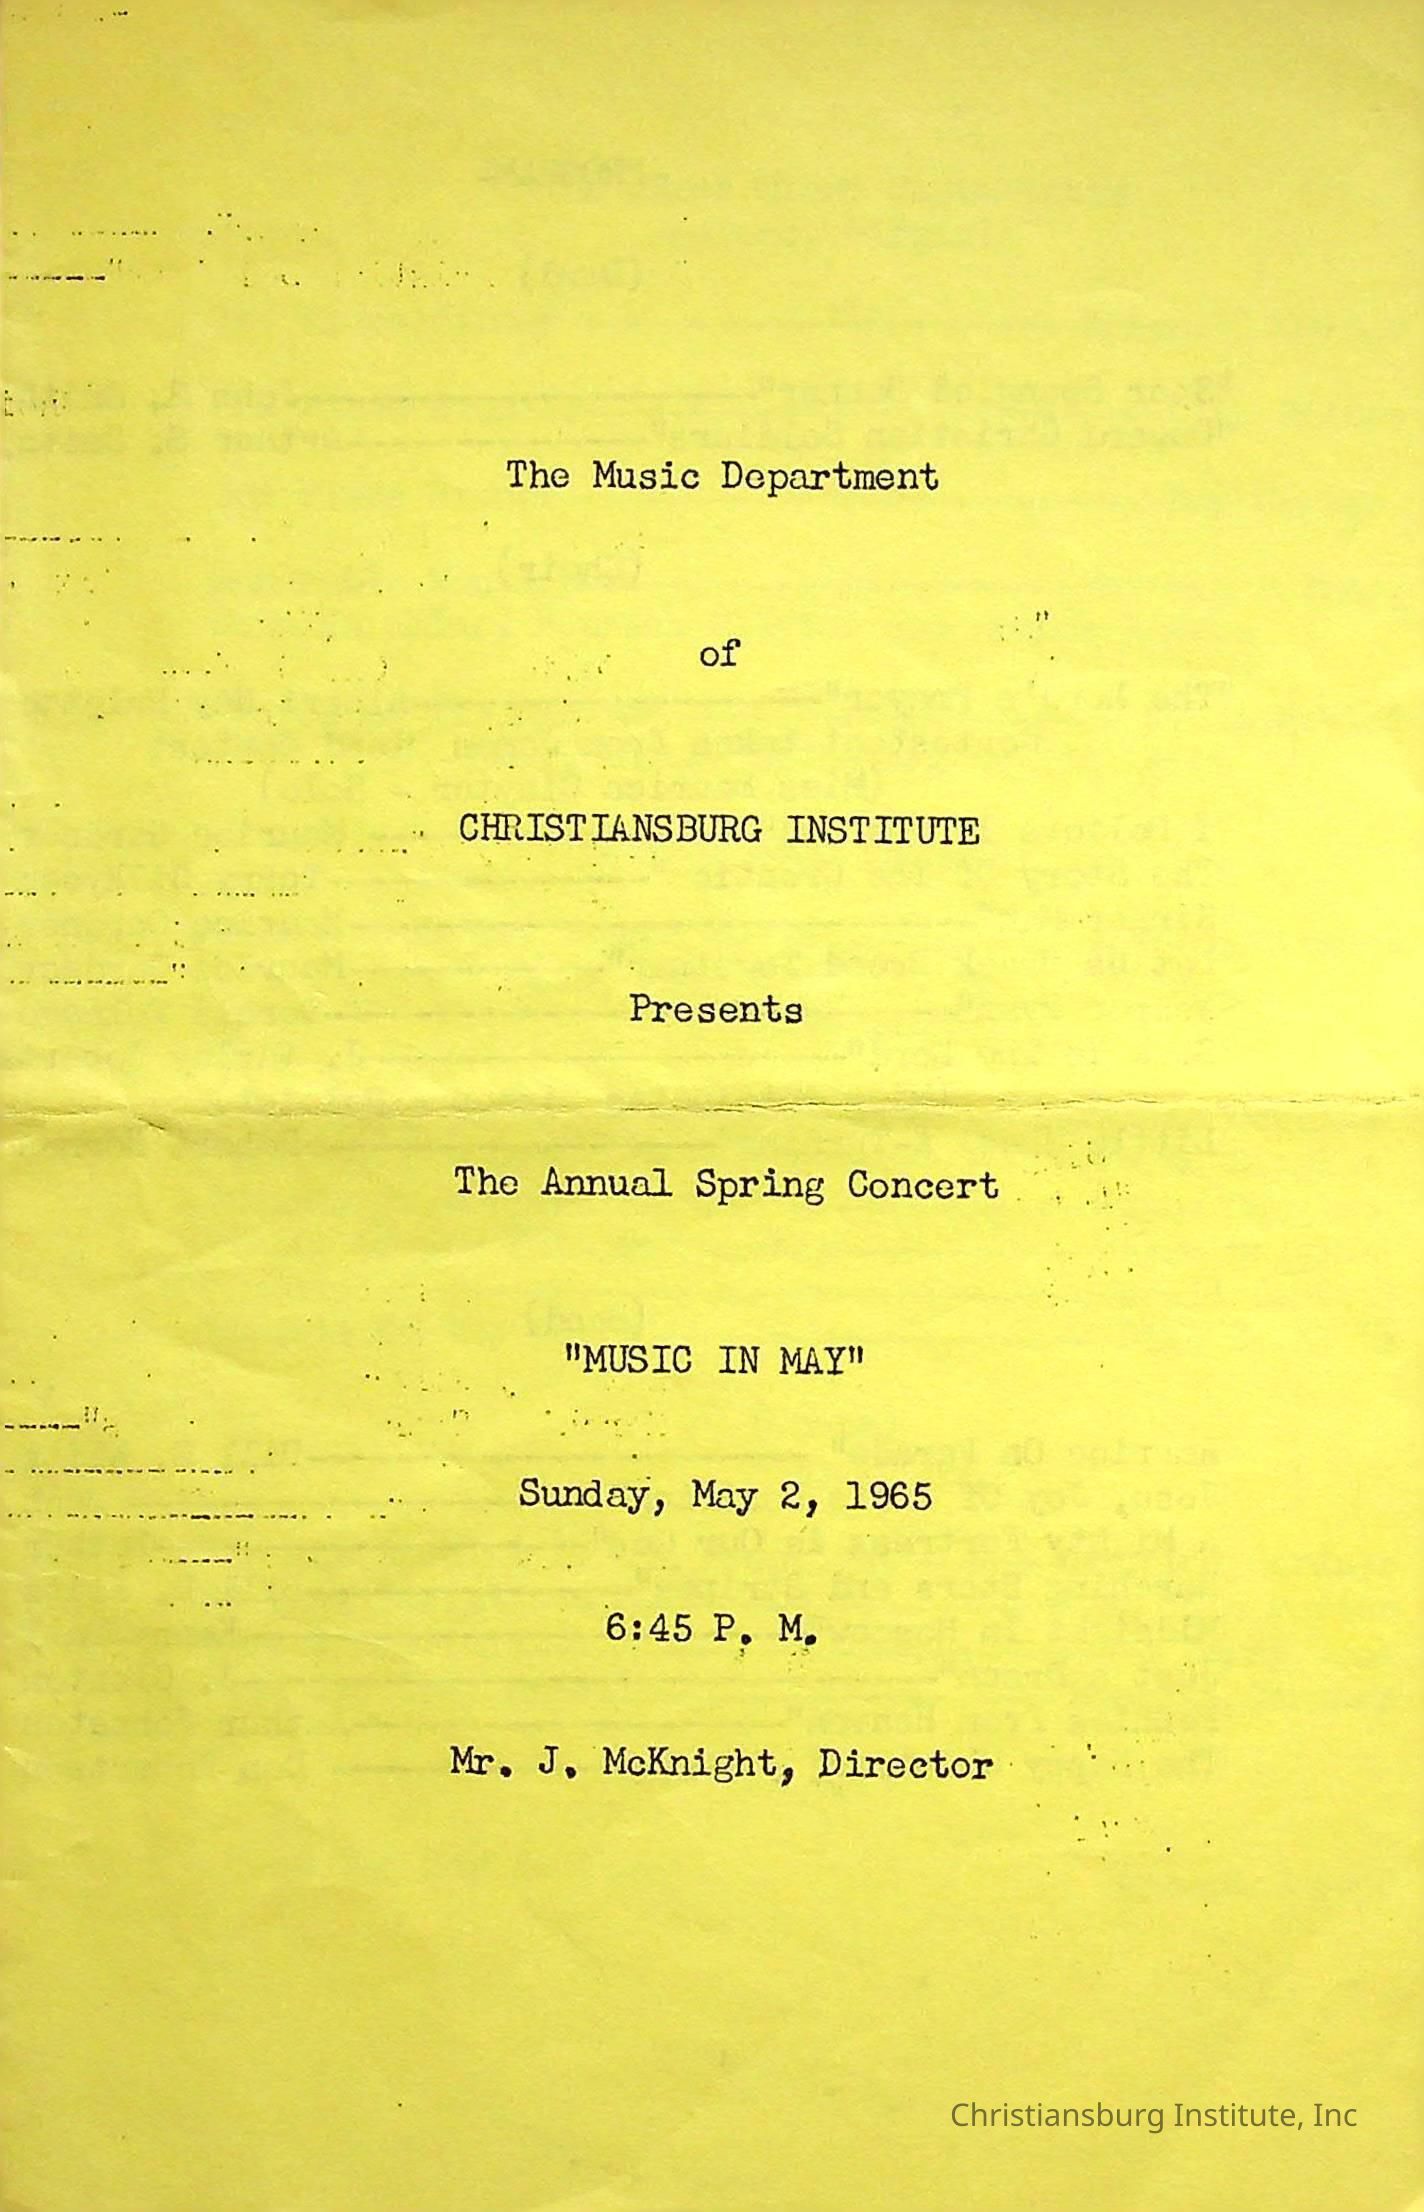 The Music Department
of
CHRISTIANSBURG INSTITUTE
Presents
The Annual Spring Concert
"MUSIC IN MAY"
Sunday, May 2, 1965
6:45 P. M.
Mr. J. McKnight, Director
Christiansburg Institute, Inc